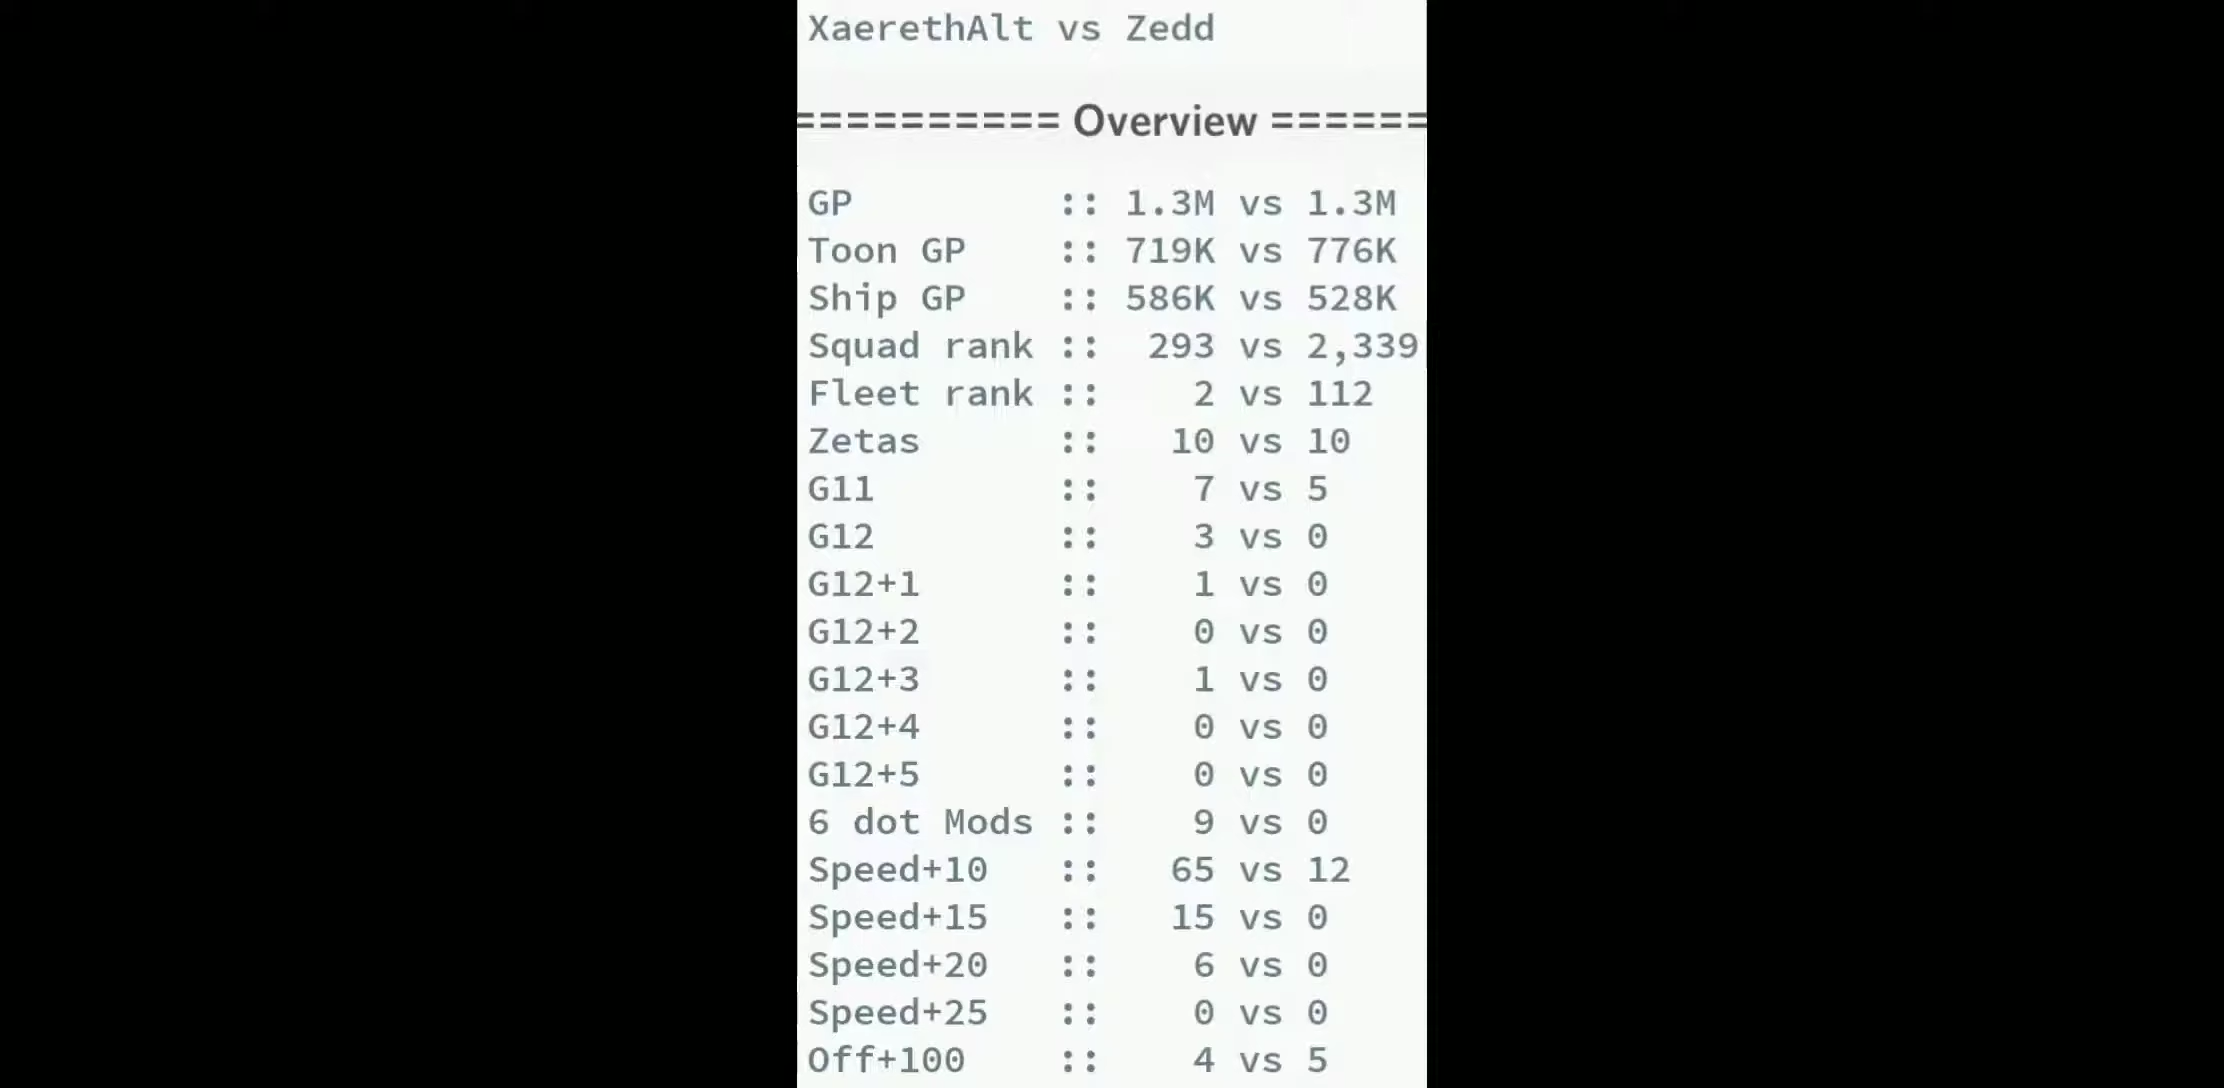 XaerethAlt vs Zedd
========== Overview ======
GP :: 1.3M vs 1.3M
Toon GP :: 719K vs 776K
Ship GP :: 586K vs 528K
Squad rank :: 293 vs 2,339
Fleet rank :: 2 vs 112
Zetas :: 10 vs 10
G11 :: 7 vs 5
G12 :: 3 vs 0
G12+1 :: 1 vs 0
G12+2 :: 0 vs 0
G12+3 :: 1 vs 0
G12+4 :: 0 vs 0
G12+5 :: 0 vs 0
6 dot Mods :: 9 vs 0
Speed+10 :: 65 vs 12
Speed+15 :: 15 vs 0
Speed+20 :: 6 vs 0
Speed+25 :: 0 vs 0
Off+100 :: 4 vs 5